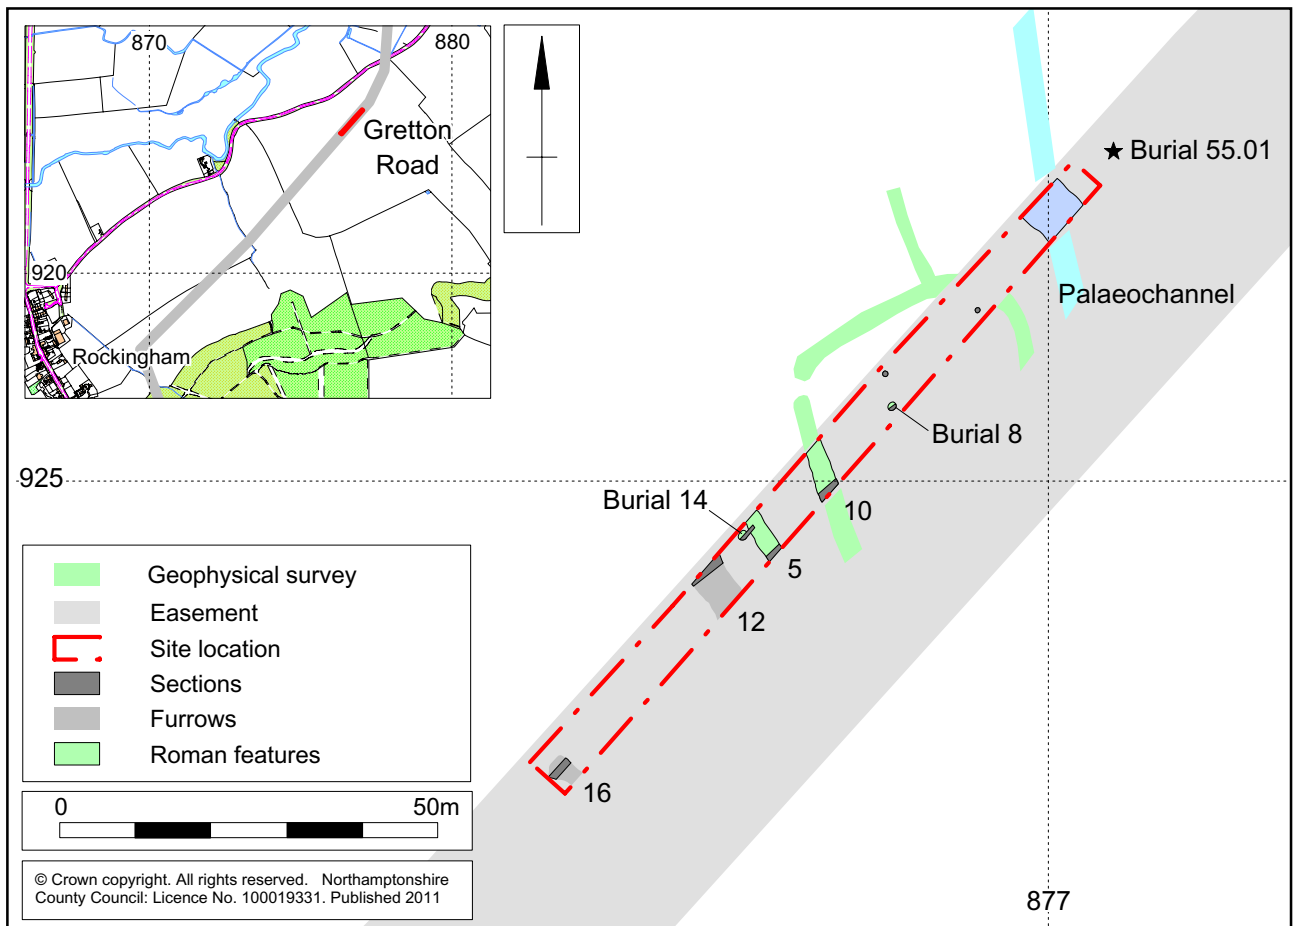 870
880
Gretton
Road
920
Rockingham
Burial 55.01
Palaeochannel
Burial 8
925
Burial 14
10
5
12
16
877
Geophysical survey
Easement
Site location
Sections
Furrows
Roman features
0 50m
© Crown copyright. All rights reserved. Northamptonshire
County Council: Licence No. 100019331. Published 2011